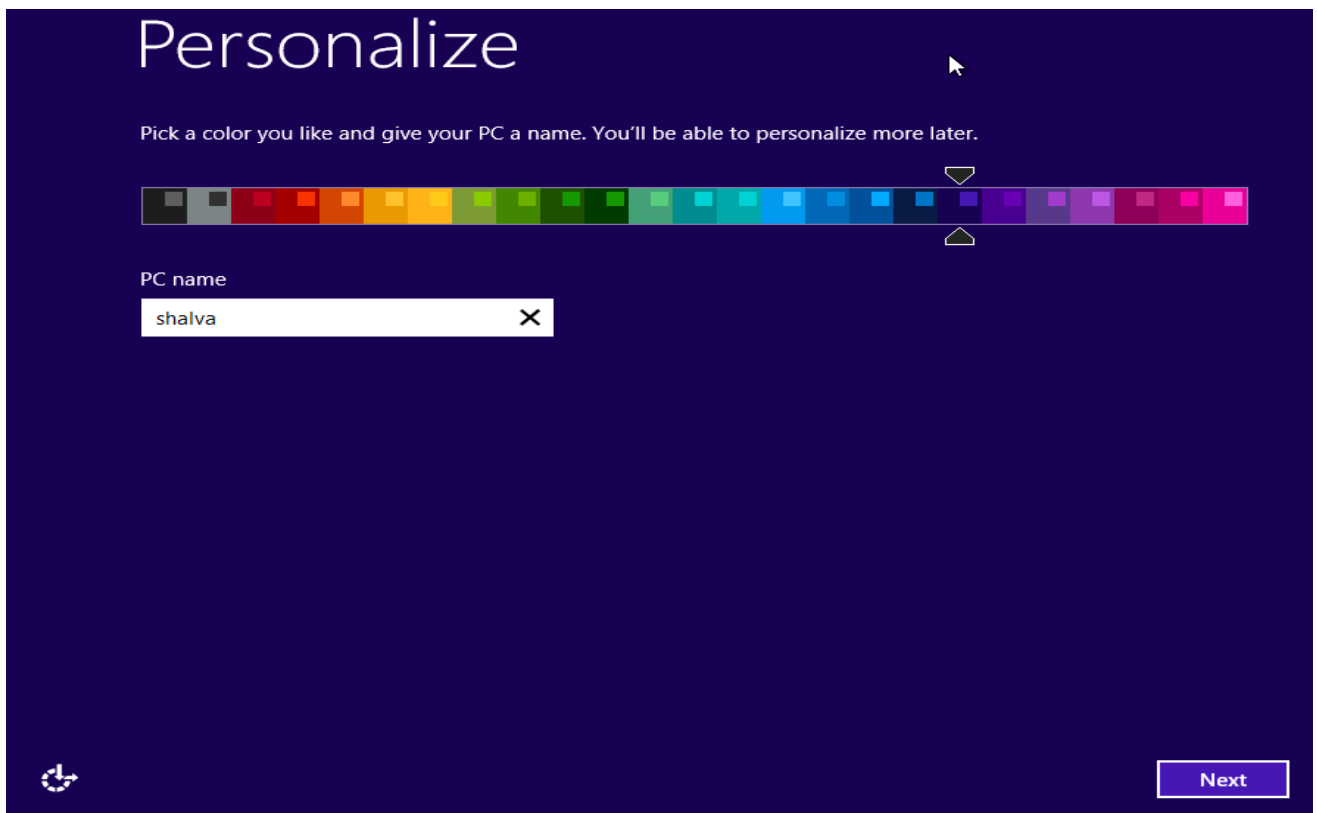 Personalize
Pick a color you like and give your PC a name. You'll be able to personalize more later.
PC name
shalva
Next